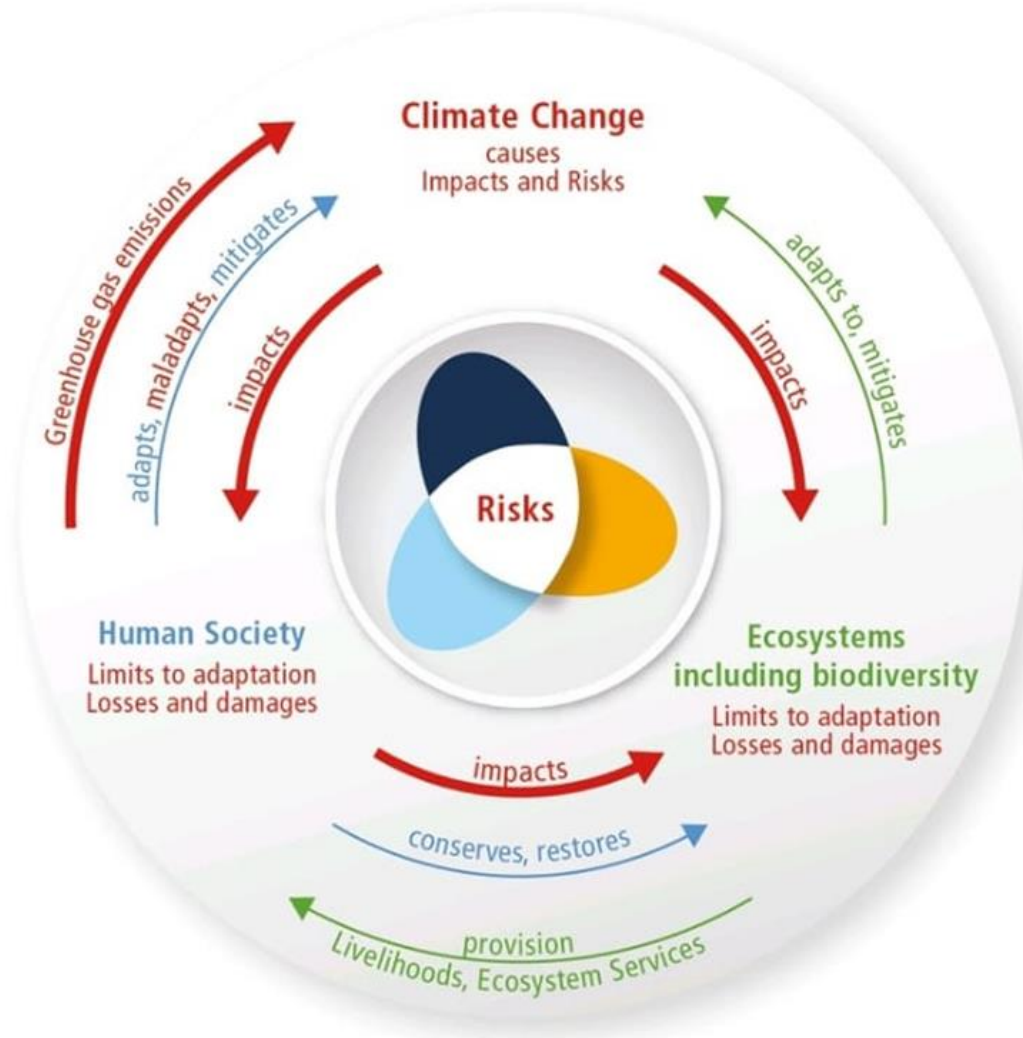 Climate Change
causes
Impacts and Risks
Greenhouse gas emissions
adapts, maladapts, mitigates
impacts
impacts
adapts to, mitigates
Risks
Human Society
Limits to adaptation
Losses and damages
Ecosystems
including biodiversity
Limits to adaptation
Losses and damages
impacts
conserves, restores
provision
Livelihoods, Ecosystem Services